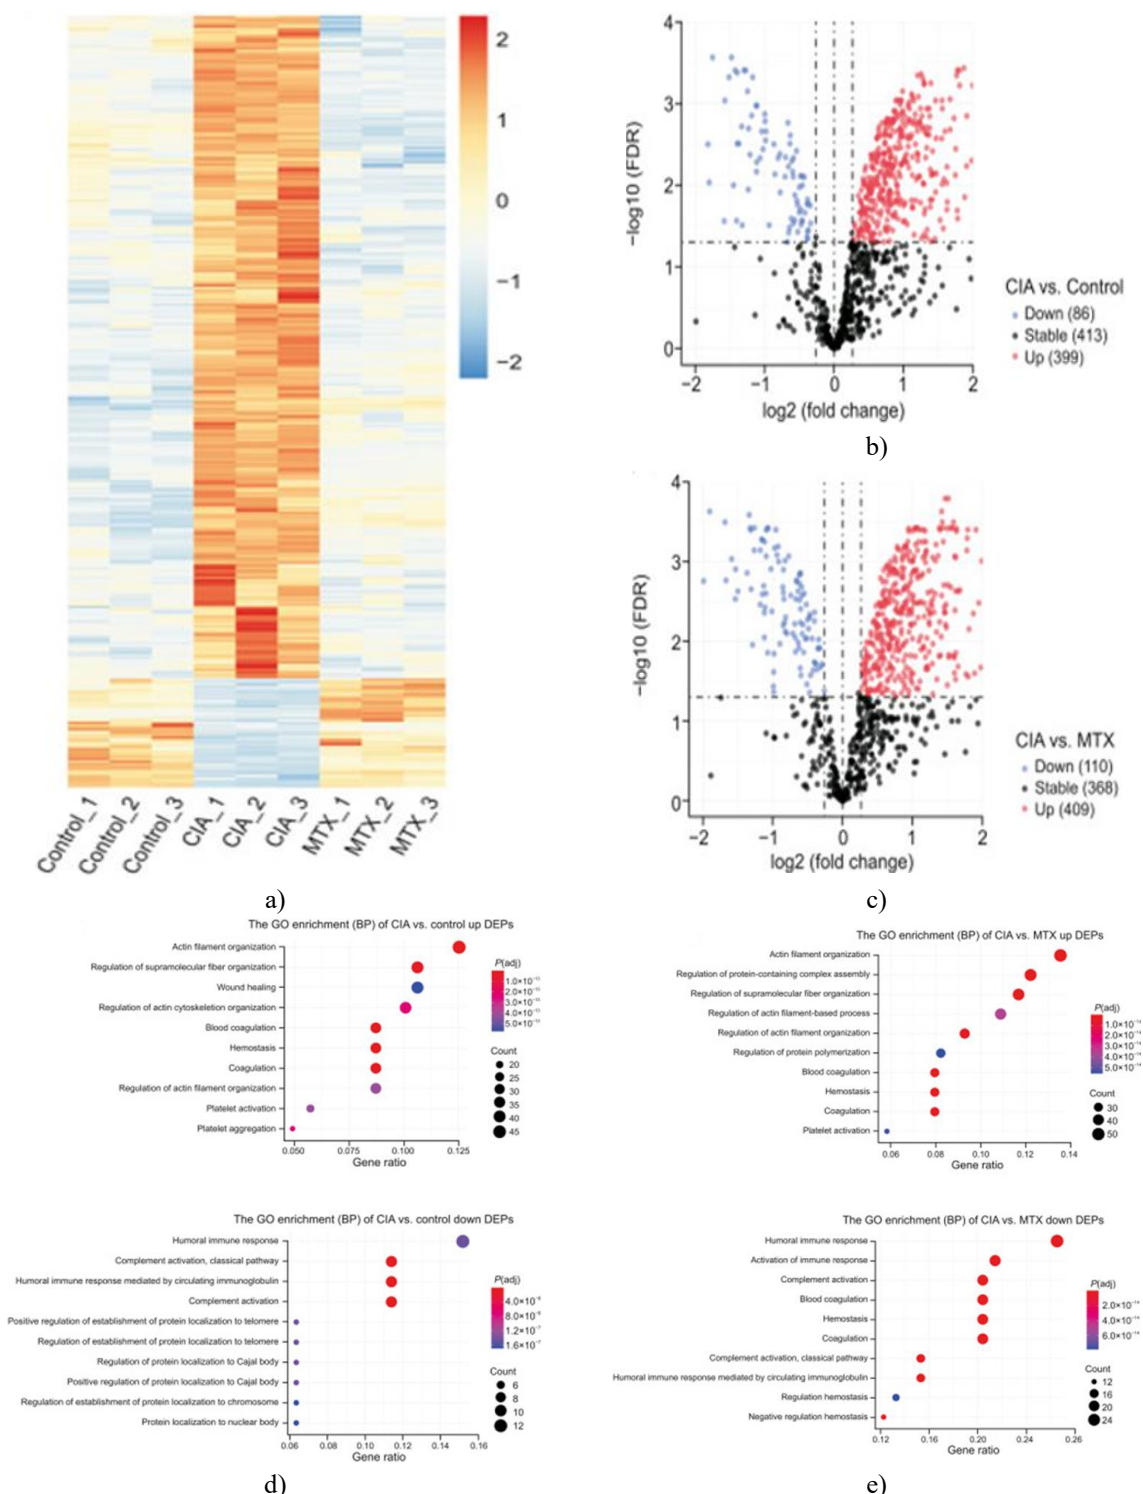 2
1
0
−1
−2
Control_1
Control_2
Control_3
CIA_1
CIA_2
CIA_3
MTX_1
MTX_2
MTX_3
a)
−log10 (FDR)
4
3
2
1
0
−2 −1 0 1 2
log2 (fold change)
CIA vs. Control
Down (86)
Stable (413)
Up (399)
b)
−log10 (FDR)
4
3
2
1
0
−2 −1 0 1 2
log2 (fold change)
CIA vs. MTX
Down (110)
Stable (368)
Up (409)
c)
The GO enrichment (BP) of CIA vs. control up DEPs
Actin filament organization
Regulation of supramolecular fiber organization
Wound healing
Regulation of actin cytoskeleton organization
Blood coagulation
Hemostasis
Coagulation
Regulation of actin filament organization
Platelet activation
Platelet aggregation
0.050 0.075 0.100 0.125
Gene ratio
P(adj)
Count
20
25
30
35
40
45
The GO enrichment (BP) of CIA vs. control down DEPs
Humoral immune response
Complement activation, classical pathway
Humoral immune response mediated by circulating immunoglobulin
Complement activation
Positive regulation of establishment of protein localization to telomere
Regulation of establishment of protein localization to telomere
Regulation of protein localization to Cajal body
Positive regulation of protein localization to Cajal body
Regulation of establishment of protein localization to chromosome
Protein localization to nuclear body
0.06 0.08 0.10 0.12 0.14 0.16
Gene ratio
P(adj)
Count
6
8
10
12
d)
The GO enrichment (BP) of CIA vs. MTX up DEPs
Actin filament organization
Regulation of protein-containing complex assembly
Regulation of supramolecular fiber organization
Regulation of actin filament-based process
Regulation of actin filament organization
Regulation of protein polymerization
Blood coagulation
Hemostasis
Coagulation
Platelet activation
0.06 0.08 0.10 0.12 0.14
Gene ratio
P(adj)
Count
30
40
50
The GO enrichment (BP) of CIA vs. MTX down DEPs
Humoral immune response
Activation of immune response
Complement activation
Blood coagulation
Hemostasis
Coagulation
Complement activation, classical pathway
Humoral immune response mediated by circulating immunoglobulin
Regulation hemostasis
Negative regulation hemostasis
0.12 0.16 0.20 0.24 0.26
Gene ratio
P(adj)
Count
12
16
20
24
e)